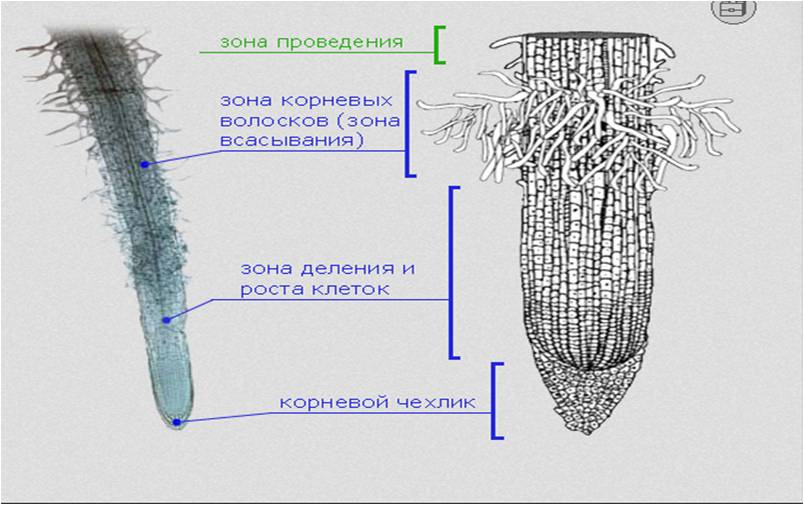 зона проведения
зона корневых
волосков (зона
всасывания)
зона деления и
роста клеток
корневой чехлик